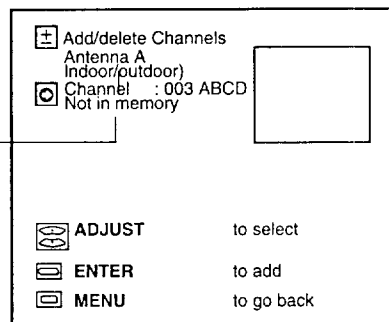 Add/delete Channels
Antenna A
Indoor/outdoor)
Channel : 003 ABCD
Not in memory
ADJUST to select
ENTER to add
MENU to go back